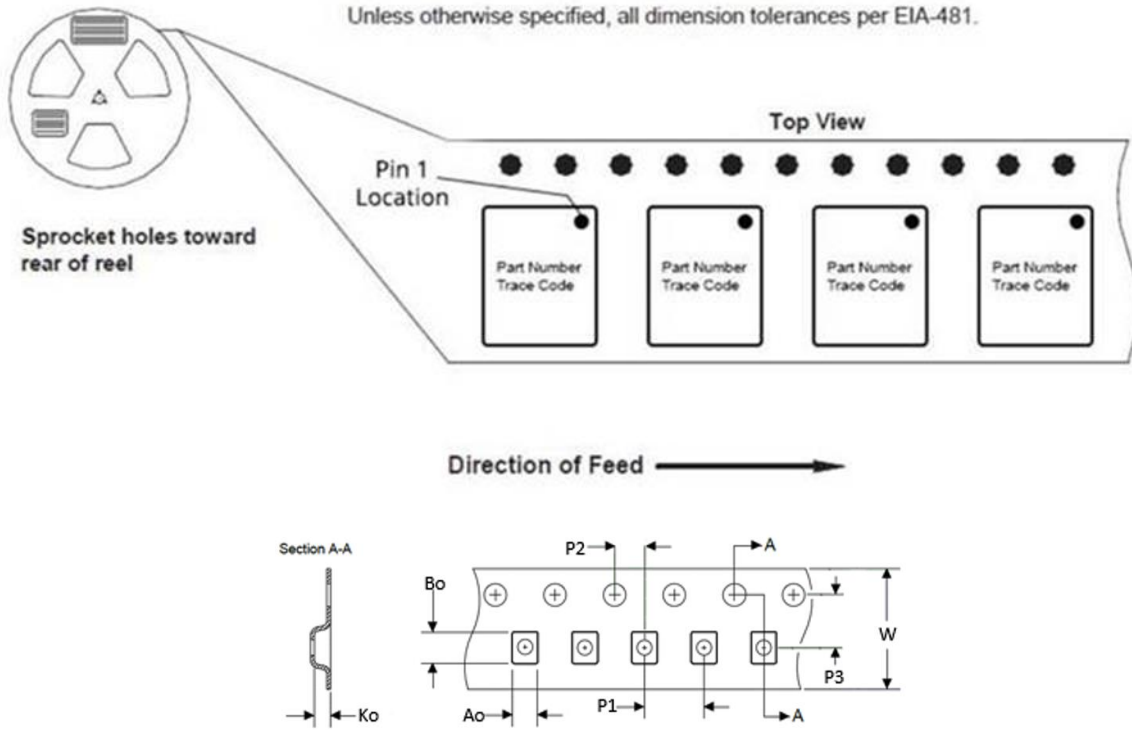 Unless otherwise specified, all dimension tolerances per EIA-481.
Top View
Pin 1
Location
Sprocket holes toward
rear of reel
Part Number
Trace Code
Part Number
Trace Code
Part Number
Trace Code
Part Number
Trace Code
Direction of Feed
Section A-A
P2
A
Bo
W
P3
Ko
Ao
P1
A